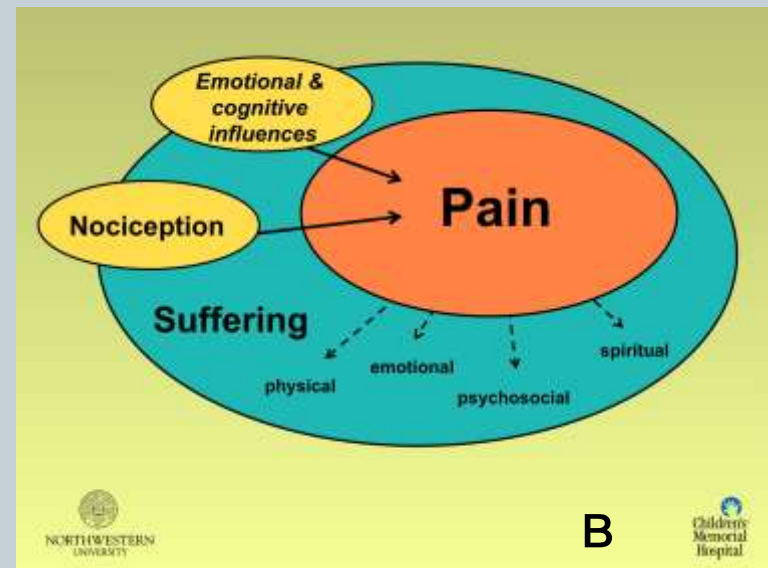 Emotional &
cognitive
influences
Nociception
Pain
Suffering
physical
emotional
psychosocial
spiritual
NORTHWESTERN
UNIVERSITY
B
Children's
Memorial
Hospital